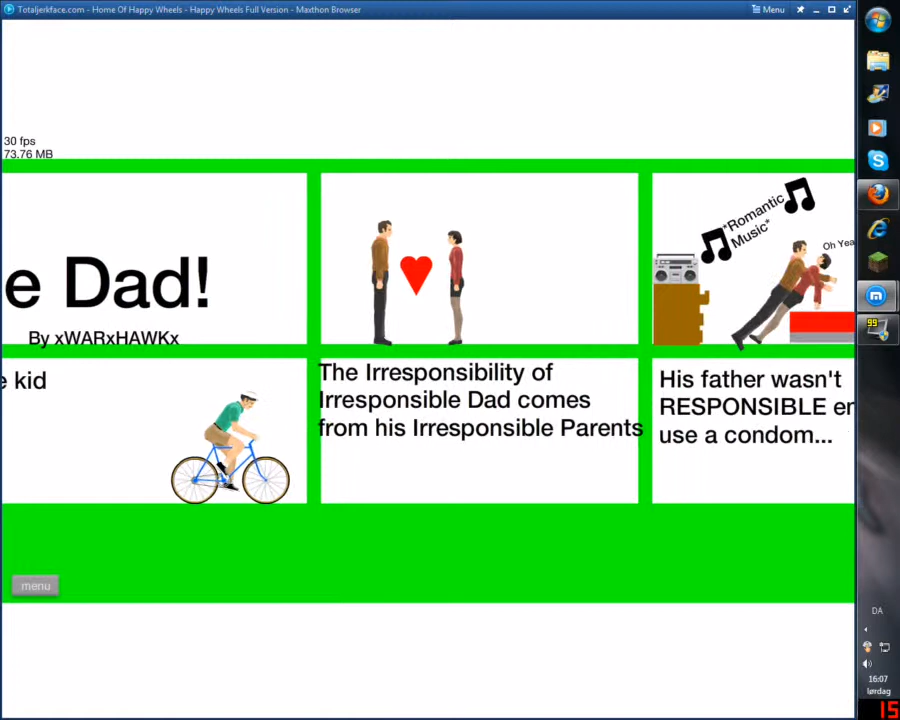 Totaljerkface.com - Home Of Happy Wheels - Happy Wheels Full Version - Maxthon Browser
Menu
30 fps
73.76 MB
e Dad!
By xWARxHAWKx
*Romantic
Music*
Oh Yea
e kid
The Irresponsibility of
Irresponsible Dad comes
from his Irresponsible Parents
His father wasn't
RESPONSIBLE en
use a condom...
menu
99
DA
16:07
lørdag
15